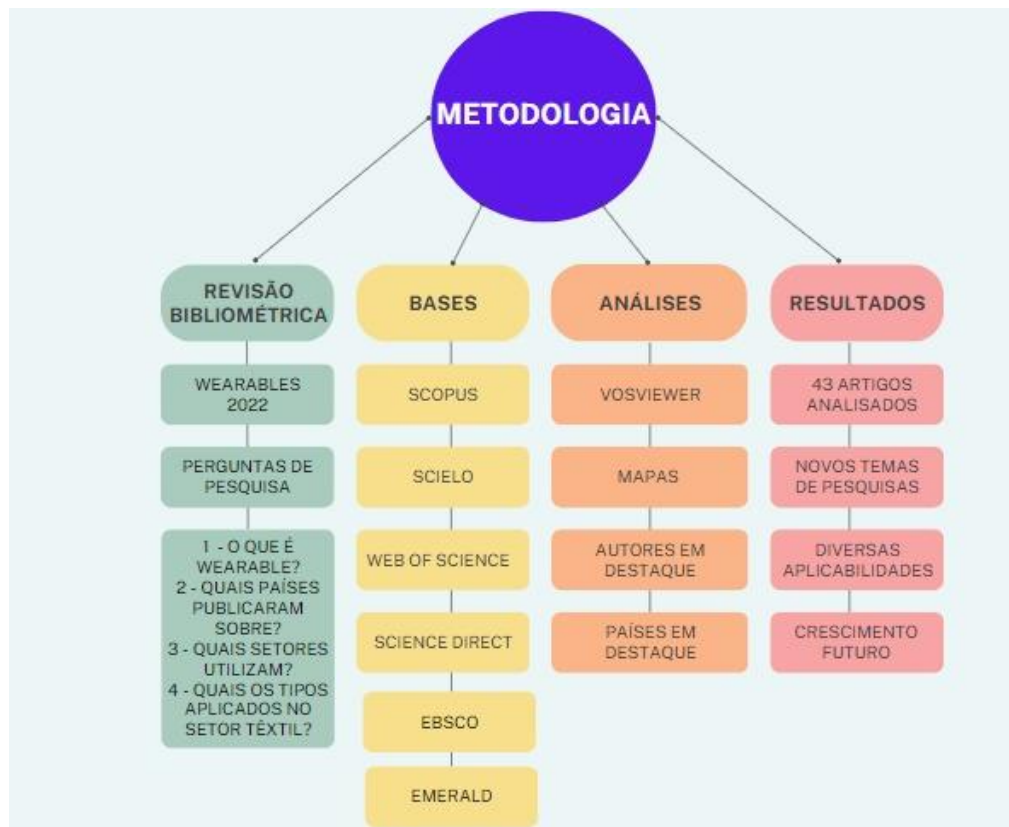 METODOLOGIA
REVISÃO
BIBLIOMÉTRICA
WEARABLES
2022
PERGUNTAS DE
PESQUISA
1 - O QUE É
WEARABLE?
2 - QUAIS PAÍSES
PUBLICARAM
SOBRE?
3 - QUAIS SETORES
UTILIZAM?
4 - QUAIS OS TIPOS
APLICADOS NO
SETOR TÊXTIL?
BASES
SCOPUS
SCIELO
WEB OF SCIENCE
SCIENCE DIRECT
EBSCO
EMERALD
ANÁLISES
VOSVIEWER
MAPAS
AUTORES EM
DESTAQUE
PAÍSES EM
DESTAQUE
RESULTADOS
43 ARTIGOS
ANALISADOS
NOVOS TEMAS
DE PESQUISAS
DIVERSAS
APLICABILIDADES
CRESCIMENTO
FUTURO